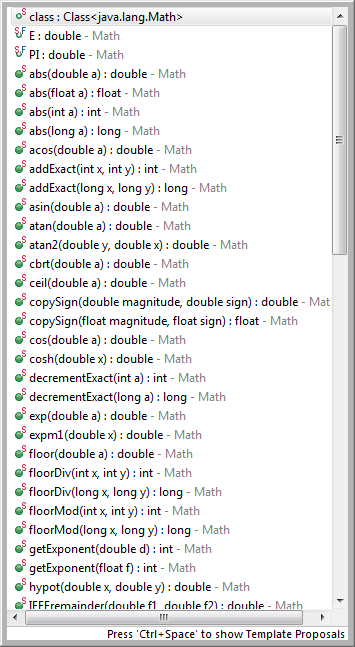 class : Class<java.lang.Math>
E : double - Math
PI : double - Math
abs(double a) : double - Math
abs(float a) : float - Math
abs(int a) : int - Math
abs(long a) : long - Math
acos(double a) : double - Math
addExact(int x, int y) : int - Math
addExact(long x, long y) : long - Math
asin(double a) : double - Math
atan(double a) : double - Math
atan2(double y, double x) : double - Math
cbrt(double a) : double - Math
ceil(double a) : double - Math
copySign(double magnitude, double sign) : double - Math
copySign(float magnitude, float sign) : float - Math
cos(double a) : double - Math
cosh(double x) : double - Math
decrementExact(int a) : int - Math
decrementExact(long a) : long - Math
exp(double a) : double - Math
expm1(double x) : double - Math
floor(double a) : double - Math
floorDiv(int x, int y) : int - Math
floorDiv(long x, long y) : long - Math
floorMod(int x, int y) : int - Math
floorMod(long x, long y) : long - Math
getExponent(double d) : int - Math
getExponent(float f) : int - Math
hypot(double x, double y) : double - Math
IEEEremainder(double f1, double f2) : double - Math
Press 'Ctrl+Space' to show Template Proposals